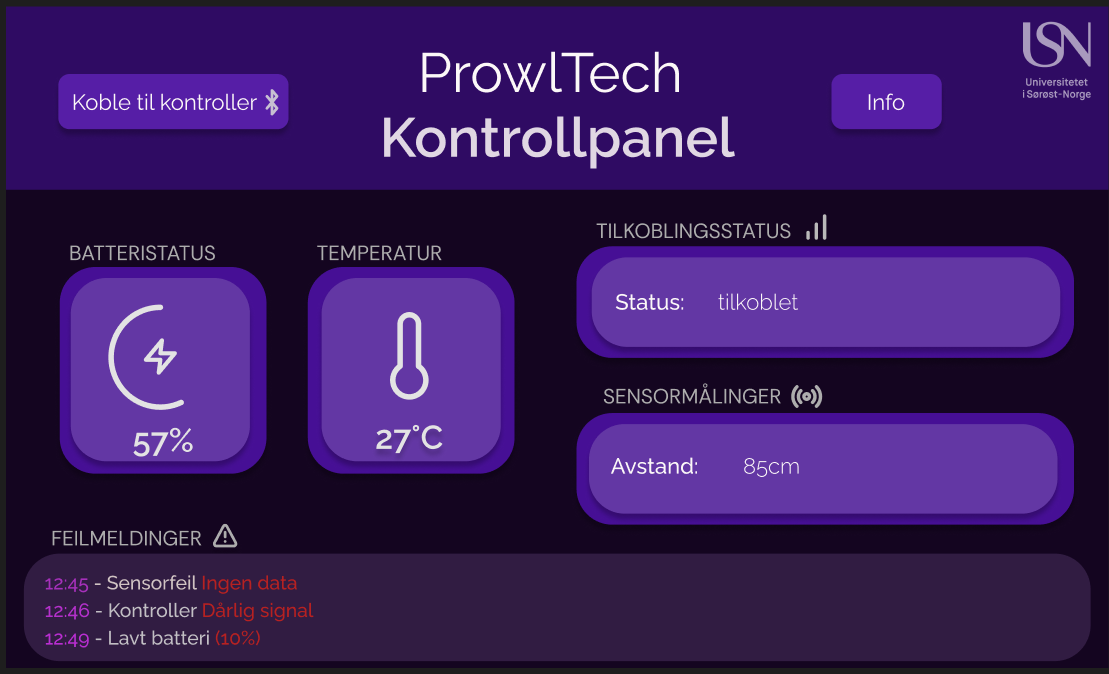 Koble til kontroller
ProwlTech
Kontrollpanel
Info
USN
Universitetet
i Sørøst-Norge
BATTERISTATUS
57%
TEMPERATUR
27°C
TILKOBLINGSSTATUS
Status: tilkoblet
SENSORMÅLINGER
Avstand: 85cm
FEILMELDINGER
12:45 - Sensorfeil Ingen data
12:46 - Kontroller Dårlig signal
12:49 - Lavt batteri (10%)